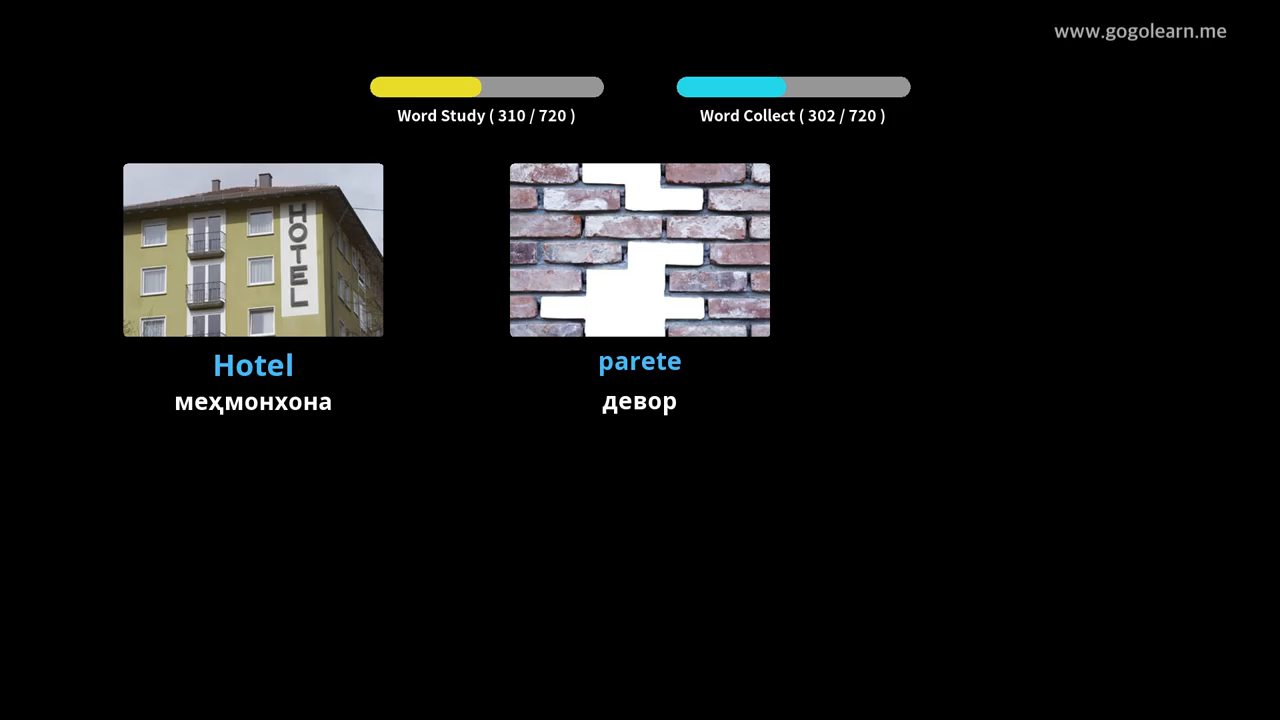 www.gogolearn.me
Word Study ( 310 / 720 )
Word Collect ( 302 / 720 )
HOTEL
Hotel
parete
меҳмонхона
девор